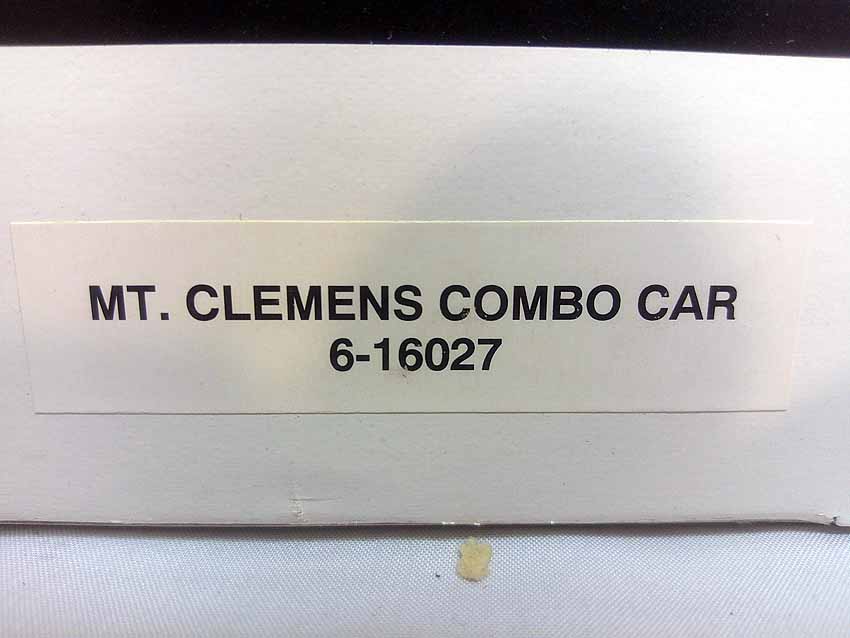 MT. CLEMENS COMBO CAR
6-16027